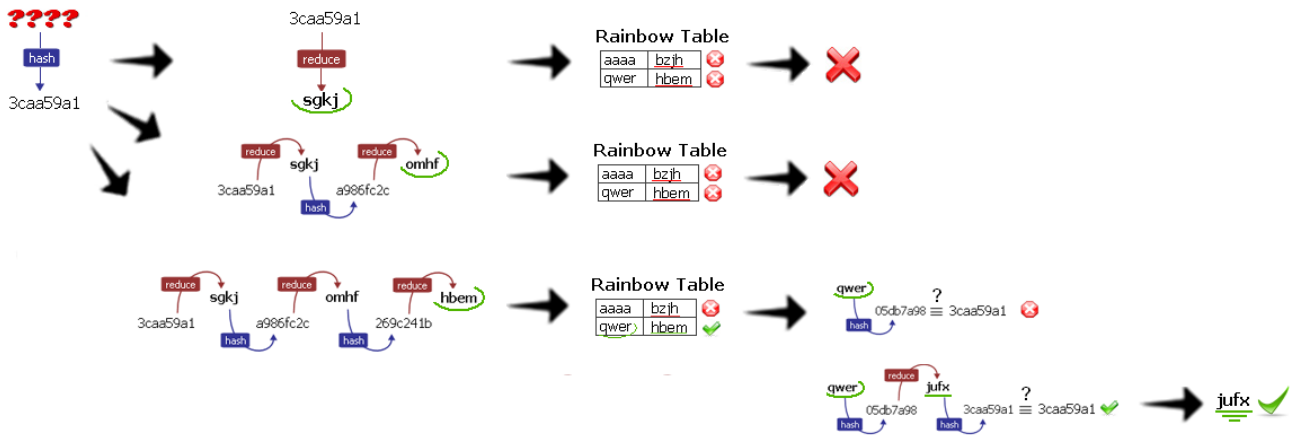 ????
hash
3caa59a1
3caa59a1
reduce
sgkj
Rainbow Table
aaaa bzjh
qwer hbem
reduce sgkj reduce omhf
3caa59a1 hash a986fc2c
Rainbow Table
aaaa bzjh
qwer hbem
reduce sgkj reduce omhf reduce hbem
3caa59a1 hash a986fc2c hash 269c241b
Rainbow Table
aaaa bzjh
qwer hbem
qwer
hash 05db7a98 ≡ 3caa59a1
?
qwer reduce jufx
hash 05db7a98 hash 3caa59a1 ≡ 3caa59a1
?
jufx